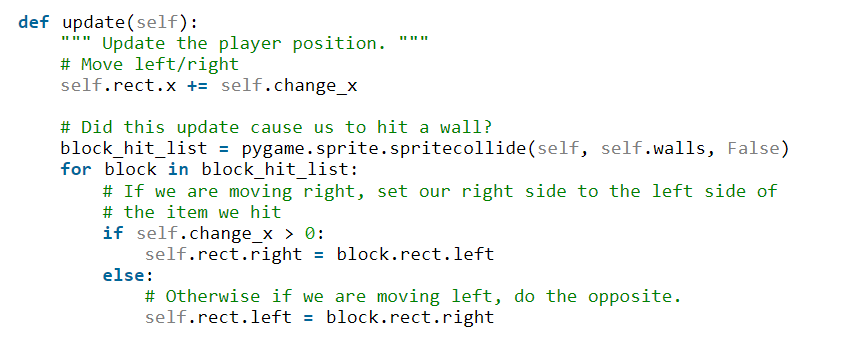 def update(self):
    """ Update the player position. """
    # Move left/right
    self.rect.x += self.change_x

    # Did this update cause us to hit a wall?
    block_hit_list = pygame.sprite.spritecollide(self, self.walls, False)
    for block in block_hit_list:
        # If we are moving right, set our right side to the left side of
        # the item we hit
        if self.change_x > 0:
            self.rect.right = block.rect.left
        else:
            # Otherwise if we are moving left, do the opposite.
            self.rect.left = block.rect.right